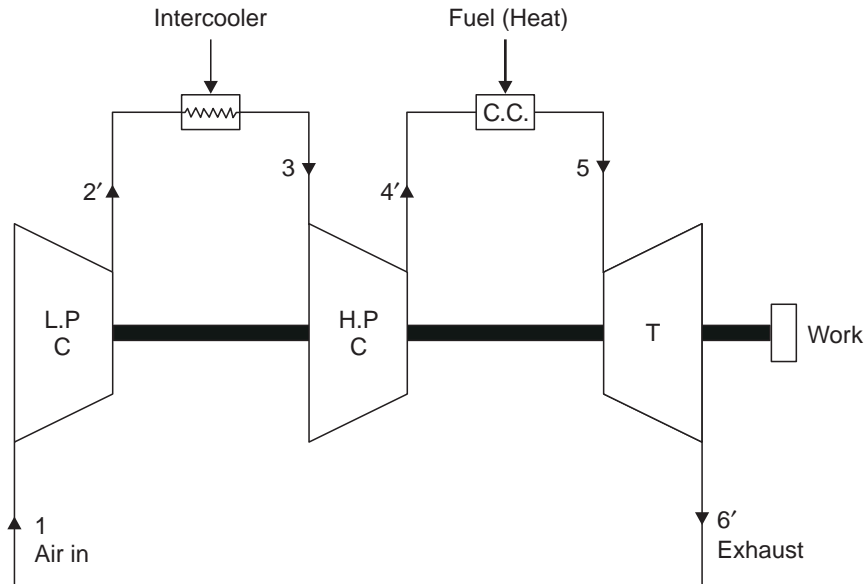 Intercooler
Fuel (Heat)
C.C.
2′
3
4′
5
L.P
C
H.P
C
T
Work
1
Air in
6′
Exhaust